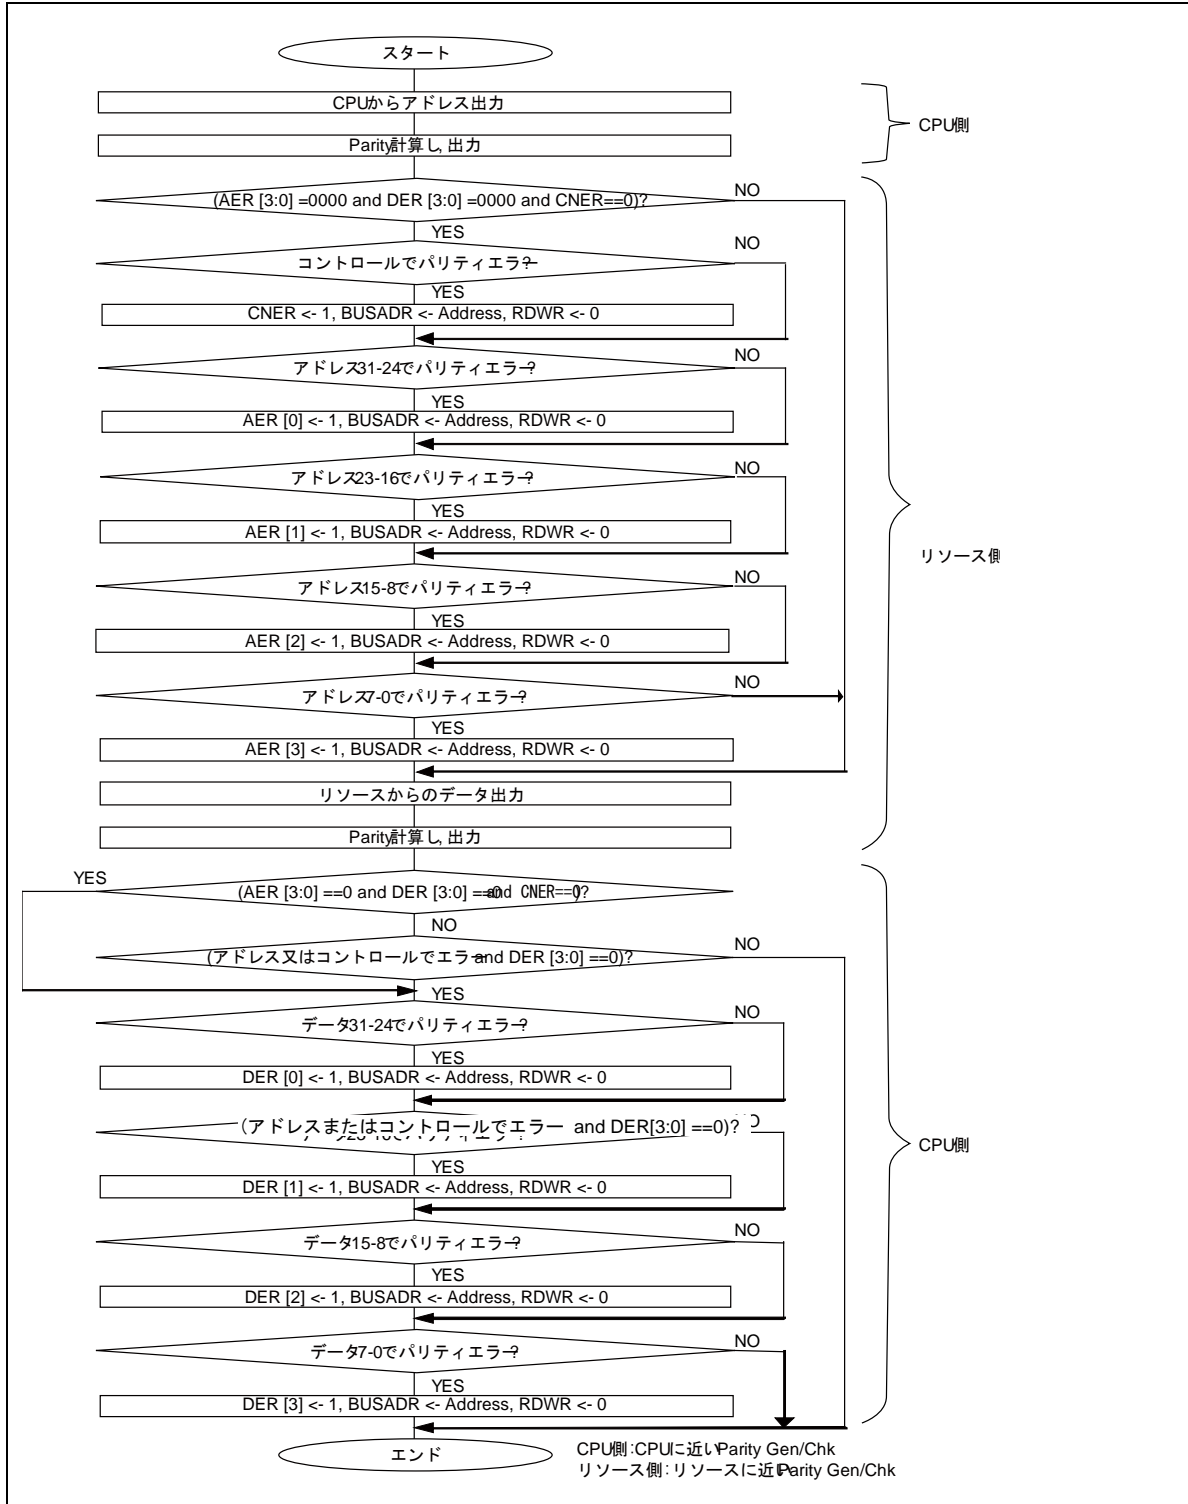 スタート
CPUからアドレス出力
Parity計算し, 出力
CPU側
(AER [3:0] =0000 and DER [3:0] =0000 and CNER==0)?
NO
YES
コントロールでパリティエラー?
NO
YES
CNER <- 1, BUSADR <- Address, RDWR <- 0
アドレス31-24でパリティエラー?
NO
YES
AER [0] <- 1, BUSADR <- Address, RDWR <- 0
アドレス23-16でパリティエラー?
NO
YES
AER [1] <- 1, BUSADR <- Address, RDWR <- 0
リソース側
アドレス15-8でパリティエラー?
NO
YES
AER [2] <- 1, BUSADR <- Address, RDWR <- 0
アドレス7-0でパリティエラー?
NO
YES
AER [3] <- 1, BUSADR <- Address, RDWR <- 0
リソースからのデータ出力
Parity計算し, 出力
YES
(AER [3:0] ==0 and DER [3:0] ==0 and CNER==0)?
NO
(アドレス又はコントロールでエラー and DER [3:0] ==0)?
NO
YES
データ31-24でパリティエラー?
NO
YES
DER [0] <- 1, BUSADR <- Address, RDWR <- 0
(アドレスまたはコントロールでエラー and DER[3:0] ==0)?
YES
DER [1] <- 1, BUSADR <- Address, RDWR <- 0
CPU側
データ15-8でパリティエラー?
NO
YES
DER [2] <- 1, BUSADR <- Address, RDWR <- 0
データ7-0でパリティエラー?
NO
YES
DER [3] <- 1, BUSADR <- Address, RDWR <- 0
エンド
CPU側:CPUに近いParity Gen/Chk
リソース側:リソースに近いParity Gen/Chk